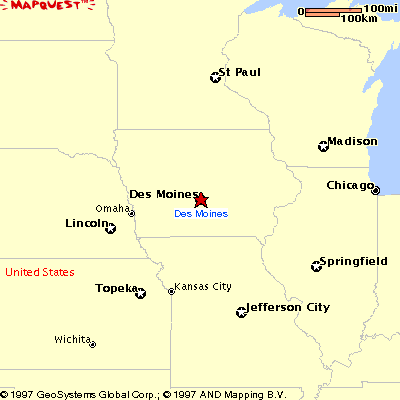 MAPQUEST™
0 100mi
100km
St Paul
Madison
Chicago
Des Moines
Des Moines
Omaha
Lincoln
Springfield
United States
Topeka
Kansas City
Jefferson City
Wichita
© 1997 GeoSystems Global Corp.; © 1997 AND Mapping B.V.